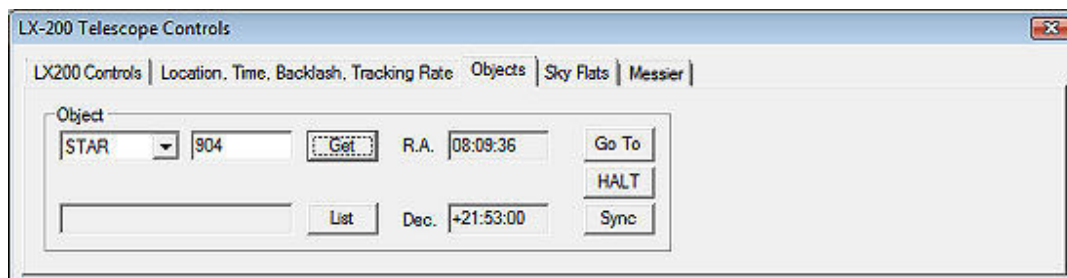 LX-200 Telescope Controls
LX200 Controls Location, Time, Backlash, Tracking Rate Objects Sky Flats Messier
Object
STAR 904 Get R.A. 08:09:36 Go To
HALT
List Dec. +21:53:00 Sync